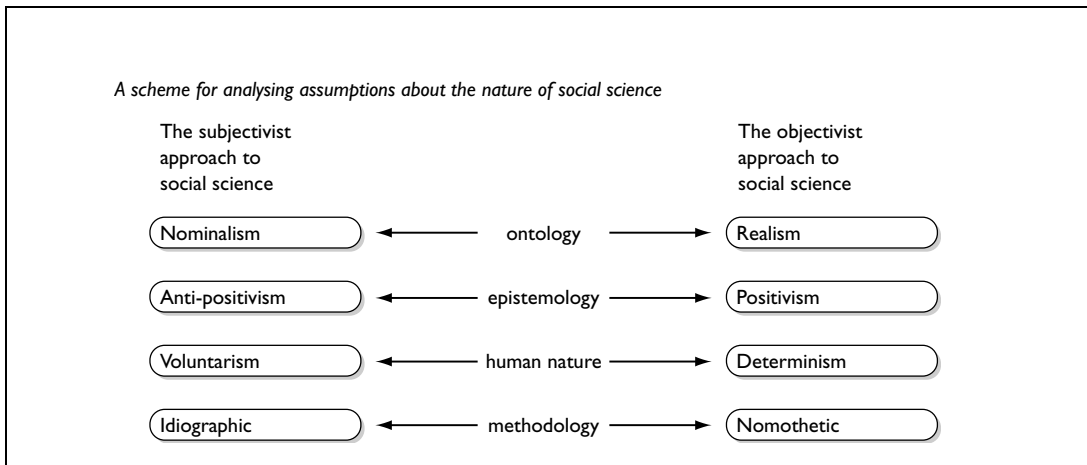 A scheme for analysing assumptions about the nature of social science
The subjectivist
approach to
social science
The objectivist
approach to
social science
Nominalism
ontology
Realism
Anti-positivism
epistemology
Positivism
Voluntarism
human nature
Determinism
Idiographic
methodology
Nomothetic